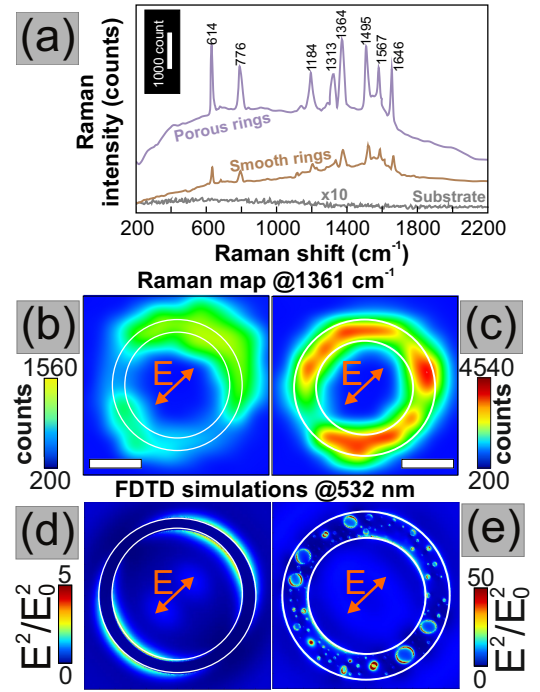 (a)
1000 count
Raman
intensity (counts)
614
776
1184
1313
1364
1495
1567
1646
Porous rings
Smooth rings
x10
Substrate
200 600 1000 1400 1800 2200
Raman shift (cm⁻¹)
Raman map @1361 cm⁻¹
(b)
1560
counts
200
E
(c)
4540
counts
200
E
FDTD simulations @532 nm
(d)
5
0
E²/E₀²
E
(e)
50
0
E²/E₀²
E